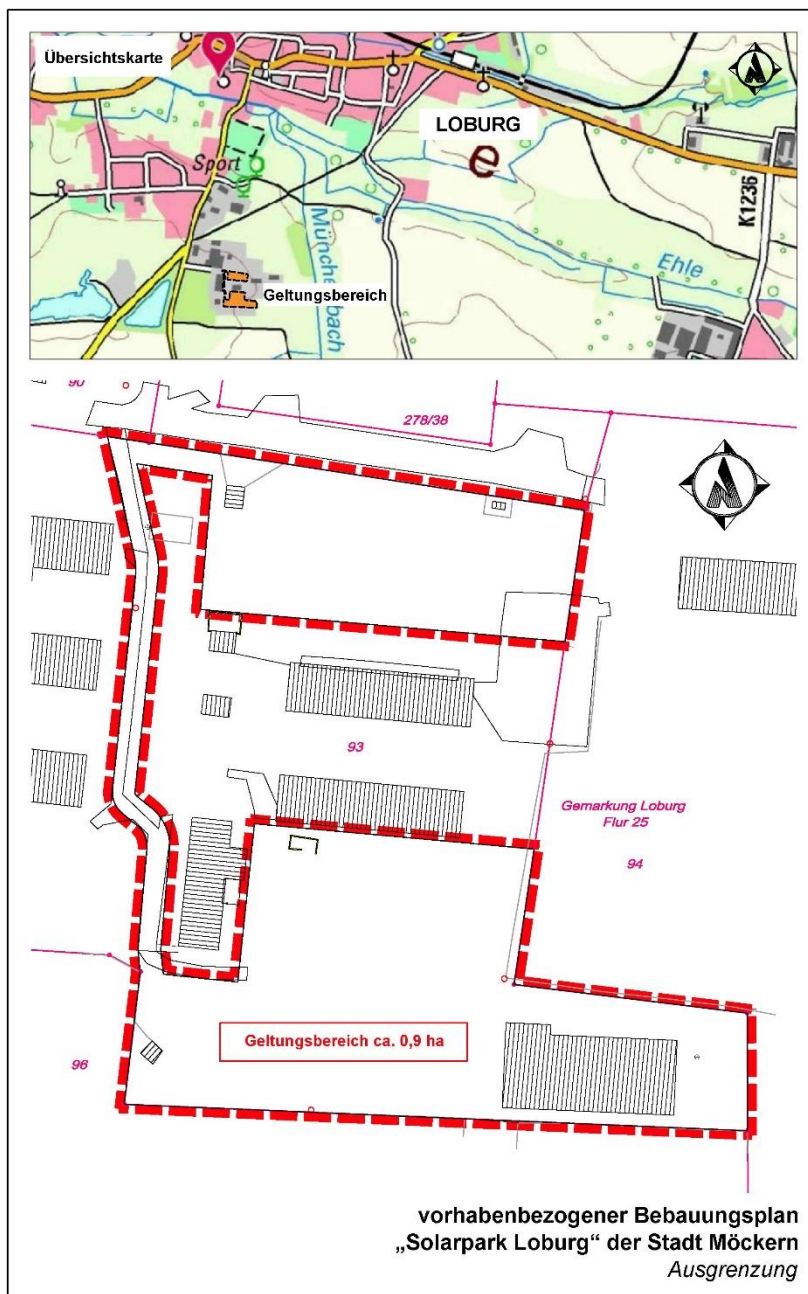 Übersichtskarte
LOBURG
e
Sport
Münchenbach
K1236
Ehle
Geltungsbereich
90
278/38
93
Gemarkung Loburg
Flur 25
94
Geltungsbereich ca. 0,9 ha
96
vorhabenbezogener Bebauungsplan
„Solarpark Loburg“ der Stadt Möckern
Ausgrenzung